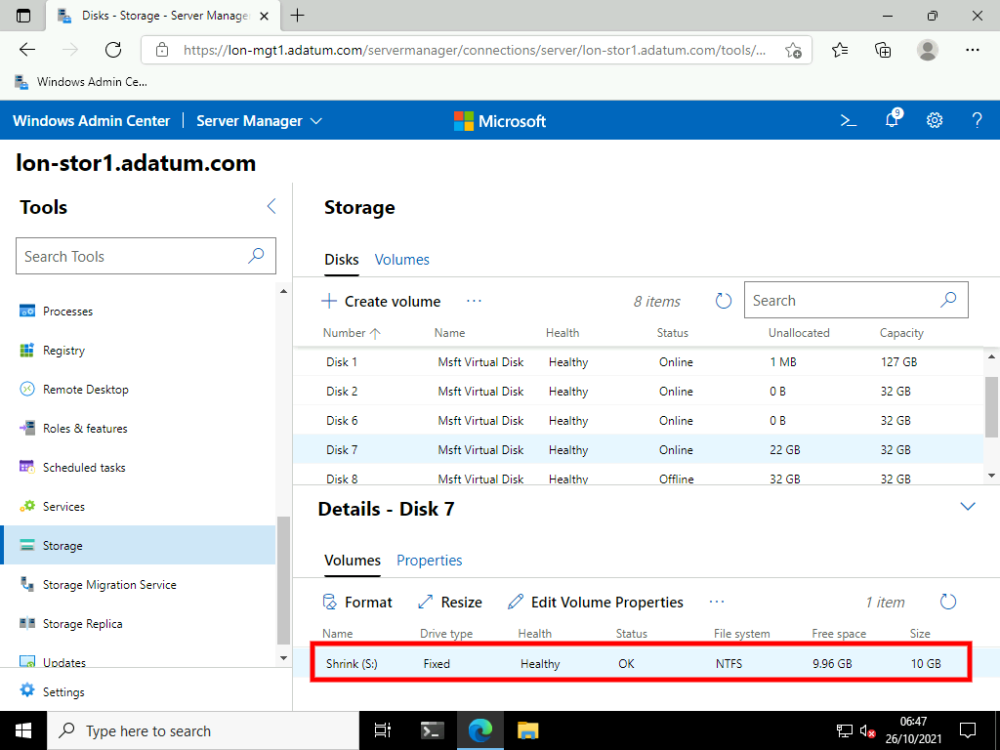 Disks - Storage - Server Manage
https://lon-mgt1.adatum.com/servermanager/connections/server/lon-stor1.adatum.com/tools/...
Windows Admin Ce...
Windows Admin Center Server Manager Microsoft 9 ?
lon-stor1.adatum.com
Tools
Search Tools
Processes
Registry
Remote Desktop
Roles & features
Scheduled tasks
Services
Storage
Storage Migration Service
Storage Replica
Updates
Settings
Storage
Disks Volumes
Create volume ... 8 items Search
Number Name Health Status Unallocated Capacity
Disk 1 Msft Virtual Disk Healthy Online 1 MB 127 GB
Disk 2 Msft Virtual Disk Healthy Online 0 B 32 GB
Disk 6 Msft Virtual Disk Healthy Online 0 B 32 GB
Disk 7 Msft Virtual Disk Healthy Online 22 GB 32 GB
Disk 8 Msft Virtual Disk Healthy Offline 32 GB 32 GB
Details - Disk 7
Volumes Properties
Format Resize Edit Volume Properties ... 1 item
Name Drive type Health Status File system Free space Size
Shrink (S:) Fixed Healthy OK NTFS 9.96 GB 10 GB
Type here to search
06:47
26/10/2021